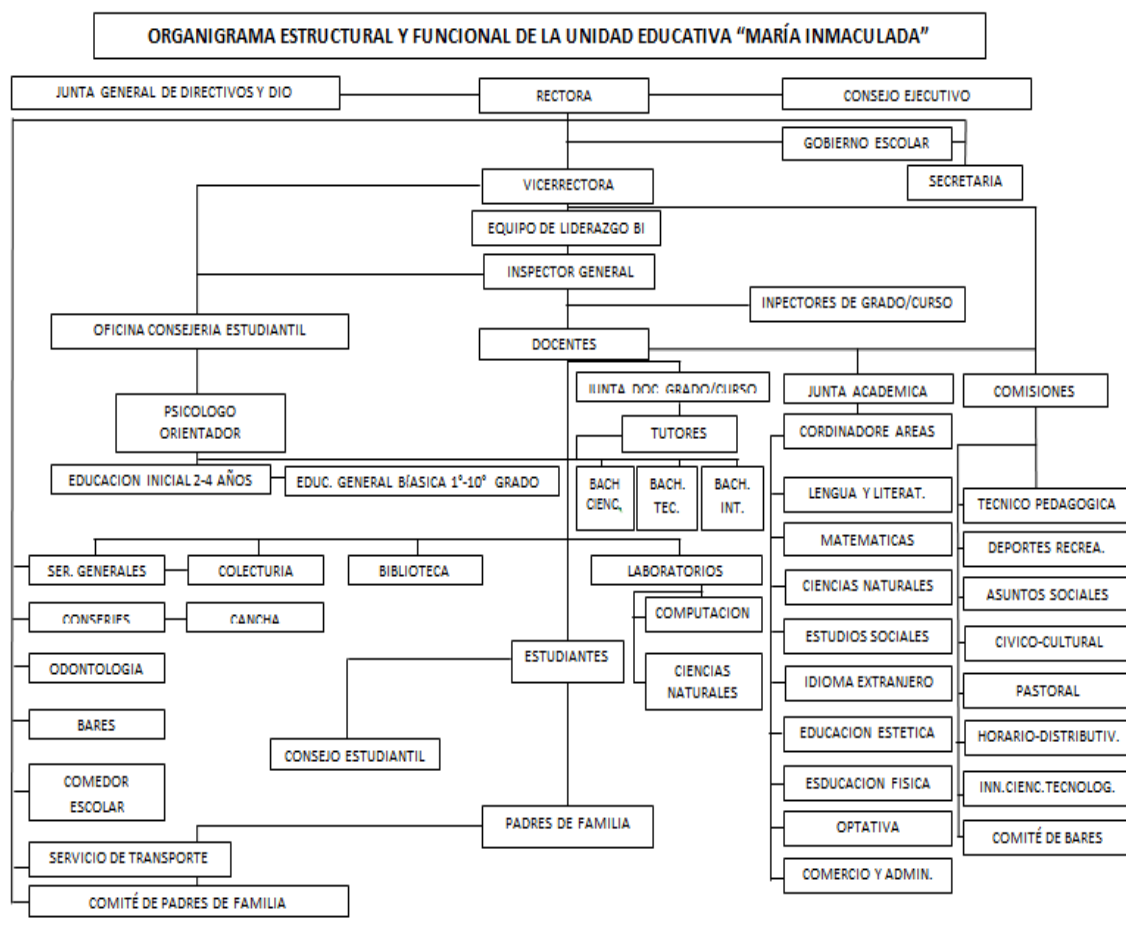 ORGANIGRAMA ESTRUCTURAL Y FUNCIONAL DE LA UNIDAD EDUCATIVA “MARÍA INMACULADA”
JUNTA GENERAL DE DIRECTIVOS Y DIO
RECTORA
CONSEJO EJECUTIVO
GOBIERNO ESCOLAR
SECRETARIA
VICERRECTORA
EQUIPO DE LIDERAZGO BI
INSPECTOR GENERAL
INPECTORES DE GRADO/CURSO
OFICINA CONSEJERIA ESTUDIANTIL
DOCENTES
JUNTA DOC GRADO/CURSO
JUNTA ACADEMICA
COMISIONES
PSICOLOGO
ORIENTADOR
TUTORES
CORDINADORE AREAS
EDUCACION INICIAL 2-4 AÑOS
EDUC. GENERAL BÍASICA 1°-10° GRADO
BACH
CIENC,
BACH.
TEC.
BACH.
INT.
LENGUA Y LITERAT.
MATEMATICAS
CIENCIAS NATURALES
ESTUDIOS SOCIALES
IDIOMA EXTRANJERO
EDUCACION ESTETICA
ESDUCACION FISICA
OPTATIVA
COMERCIO Y ADMIN.
TECNICO PEDAGOGICA
DEPORTES RECREA.
ASUNTOS SOCIALES
CIVICO-CULTURAL
PASTORAL
HORARIO-DISTRIBUTIV.
INN.CIENC.TECNOLOG.
COMITÉ DE BARES
SER. GENERALES
COLECTURIA
BIBLIOTECA
LABORATORIOS
CONSERJES
CANCHA
COMPUTACION
CIENCIAS
NATURALES
ODONTOLOGIA
ESTUDIANTES
BARES
CONSEJO ESTUDIANTIL
COMEDOR
ESCOLAR
PADRES DE FAMILIA
SERVICIO DE TRANSPORTE
COMITÉ DE PADRES DE FAMILIA